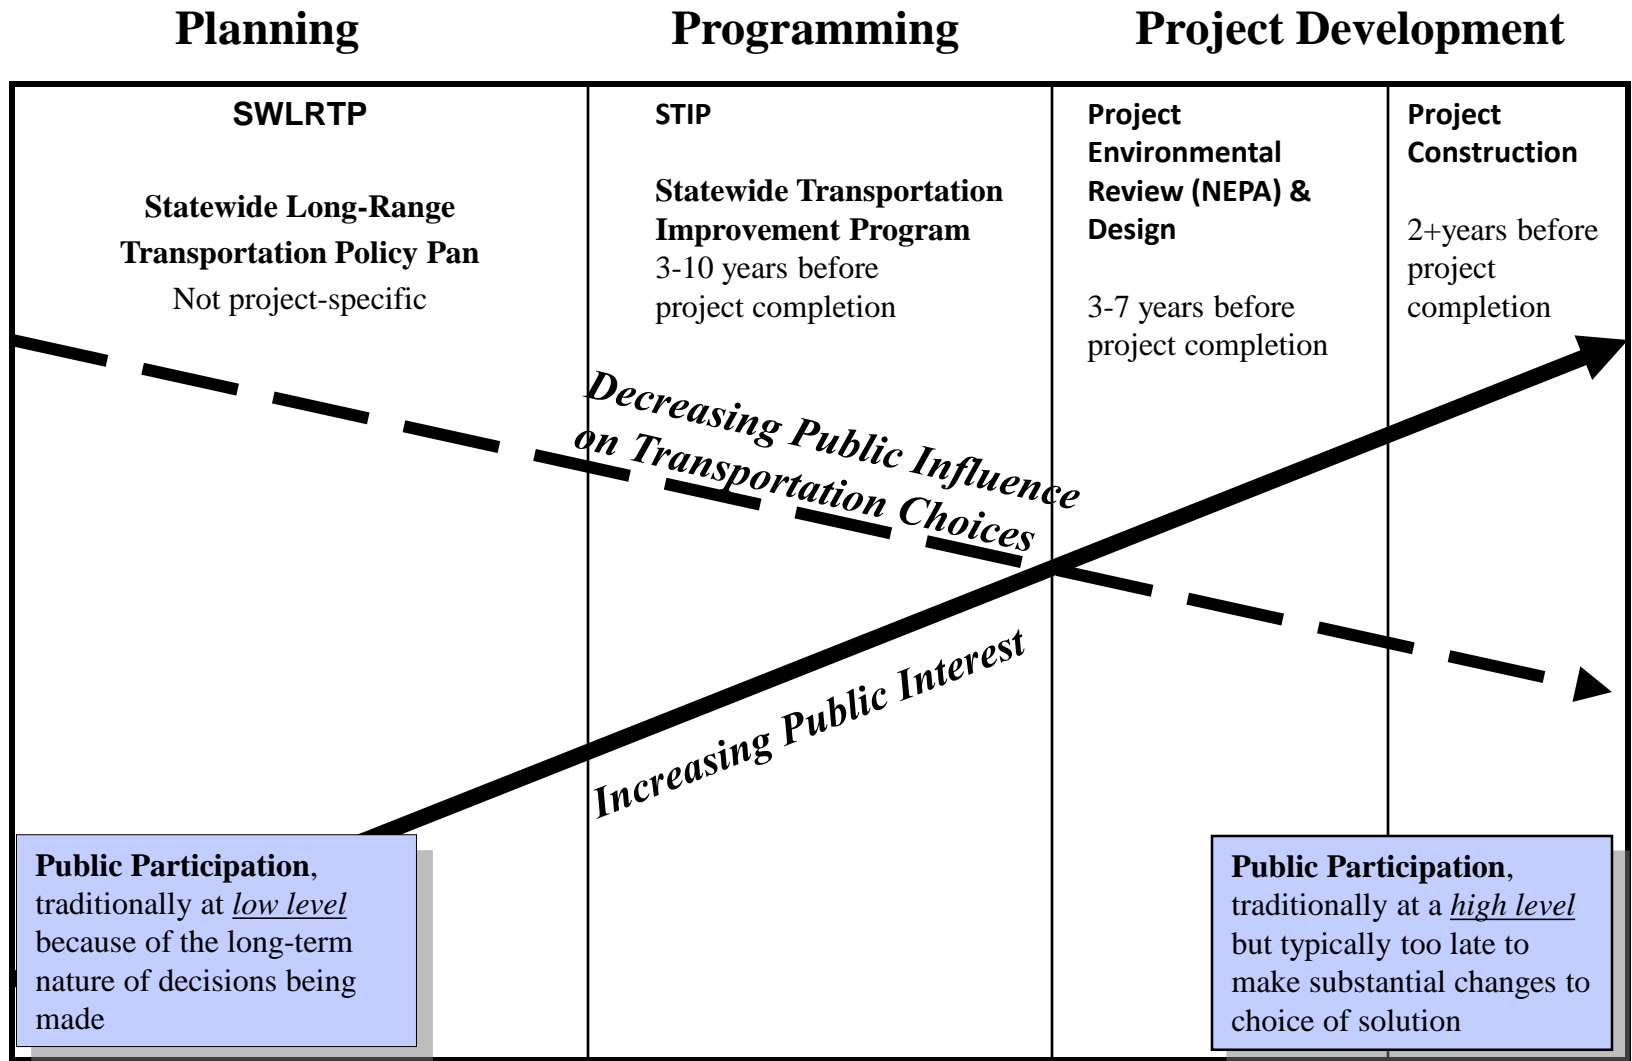 Planning
Programming
Project Development
SWLRTP
Statewide Long-Range
Transportation Policy Pan
Not project-specific
STIP
Statewide Transportation
Improvement Program
3-10 years before
project completion
Project
Environmental
Review (NEPA) &
Design
3-7 years before
project completion
Project
Construction
2+years before
project
completion
Decreasing Public Influence
on Transportation Choices
Increasing Public Interest
Public Participation,
traditionally at low level
because of the long-term
nature of decisions being
made
Public Participation,
traditionally at a high level
but typically too late to
make substantial changes to
choice of solution